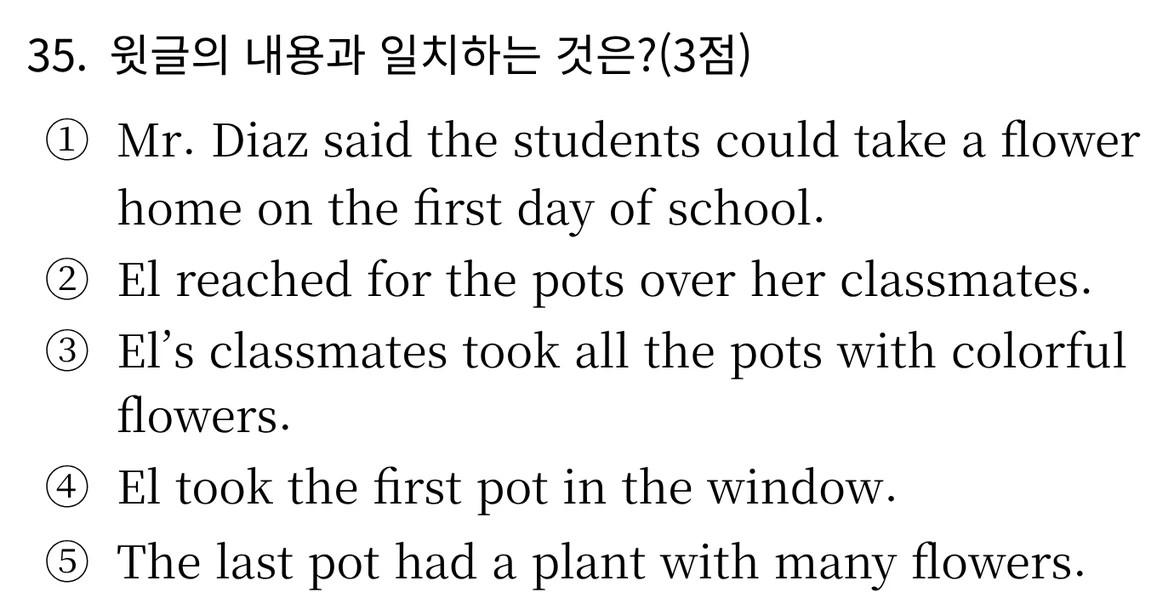 35. 윗글의 내용과 일치하는 것은?(3점)
① Mr. Diaz said the students could take a flower
home on the first day of school.
② El reached for the pots over her classmates.
③ El’s classmates took all the pots with colorful
flowers.
④ El took the first pot in the window.
⑤ The last pot had a plant with many flowers.